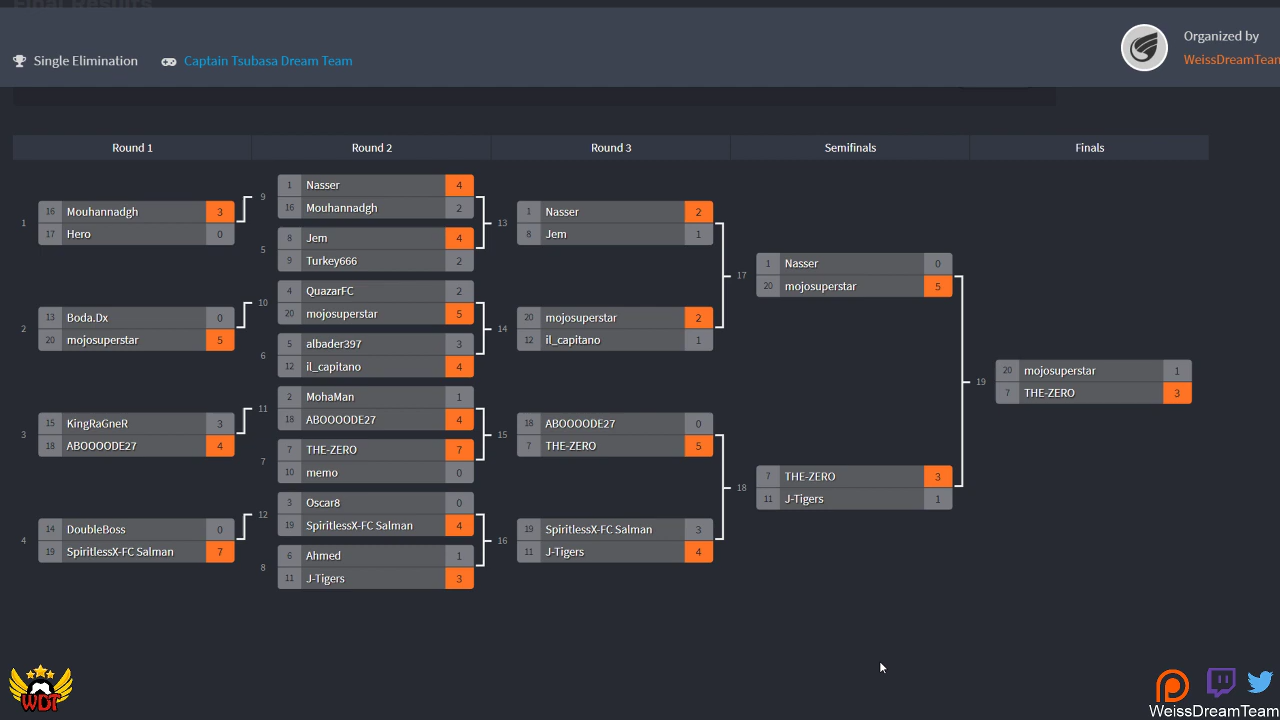 Final Results
Single Elimination
Captain Tsubasa Dream Team
Organized by
WeissDreamTeam
Round 1
Round 2
Round 3
Semifinals
Finals
1
16 Mouhannadgh 3
17 Hero 0
2
13 Boda.Dx 0
20 mojosuperstar 5
3
15 KingRaGneR 3
18 ABOOOODE27 4
4
14 DoubleBoss 0
19 SpiritlessX-FC Salman 7
9
1 Nasser 4
16 Mouhannadgh 2
5
8 Jem 4
9 Turkey666 2
10
4 QuazarFC 2
20 mojosuperstar 5
6
5 albader397 3
12 il_capitano 4
11
2 MohaMan 1
18 ABOOOODE27 4
7
7 THE-ZERO 7
10 memo 0
12
3 Oscar8 0
19 SpiritlessX-FC Salman 4
8
6 Ahmed 1
11 J-Tigers 3
13
1 Nasser 2
8 Jem 1
14
20 mojosuperstar 2
12 il_capitano 1
15
18 ABOOOODE27 0
7 THE-ZERO 5
16
19 SpiritlessX-FC Salman 3
11 J-Tigers 4
17
1 Nasser 0
20 mojosuperstar 5
18
7 THE-ZERO 3
11 J-Tigers 1
19
20 mojosuperstar 1
7 THE-ZERO 3
WDT
WeissDreamTeam